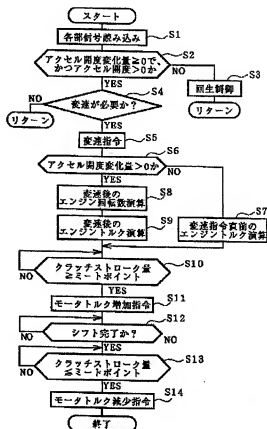 スタート
S1
各部信号読み込み
S2
アクセル開度変化量≧0で、
かつアクセル開度>0か
NO
YES
S3
回生制御
リターン
S4
NO
変速が必要か?
リターン
YES
S5
変速指令
S6
アクセル開度変化量>0か
YES
NO
S8
変速後の
エンジン回転数演算
S9
変速後の
エンジントルク演算
S7
変速指令直前の
エンジントルク演算
S10
クラッチストローク量
≧ミートポイント
NO
YES
S11
モータトルク増加指令
S12
シフト完了か?
NO
YES
S13
クラッチストローク量
≦ミートポイント
NO
YES
S14
モータトルク減少指令
終了